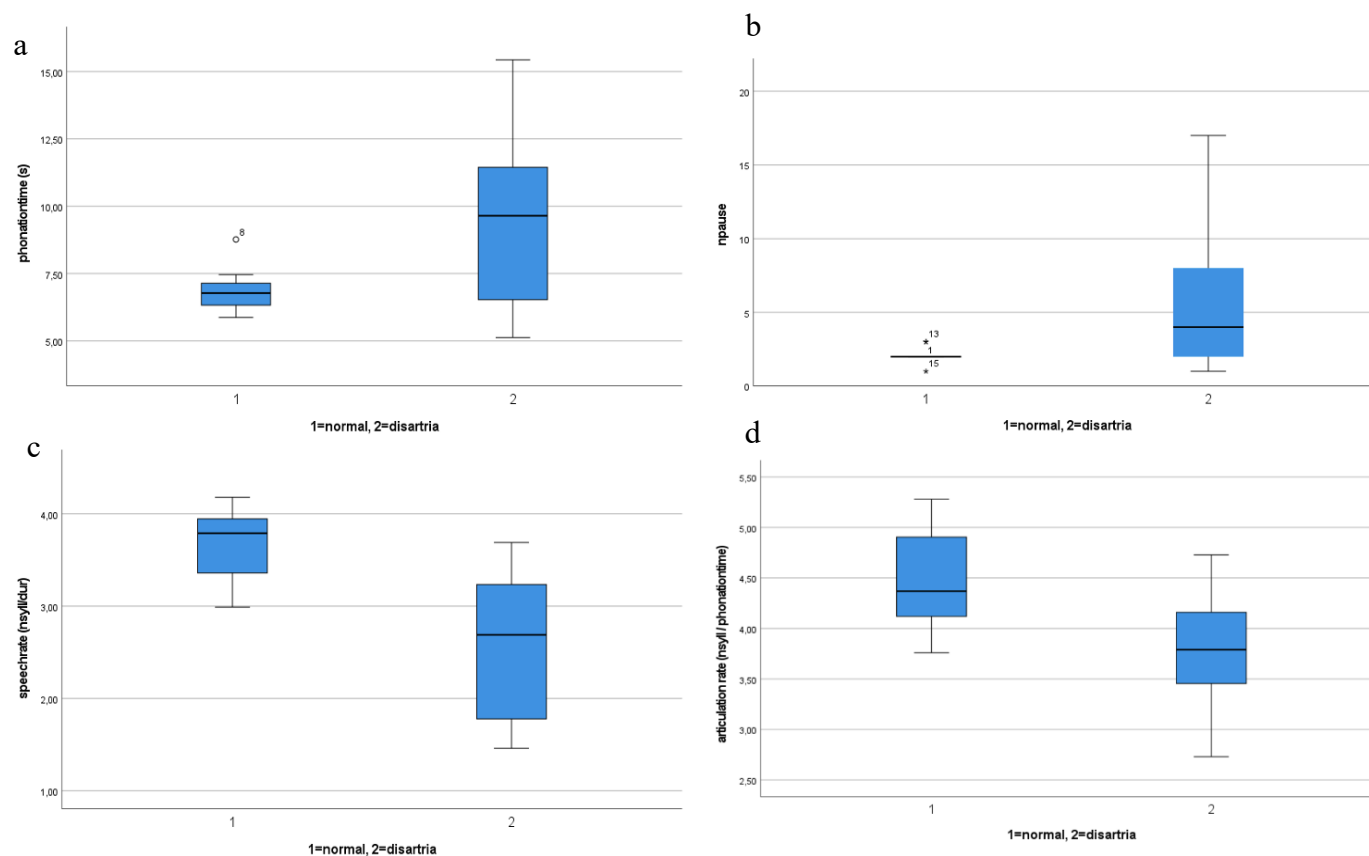 a
phonationtime (s)
15,00
12,50
10,00
7,50
5,00
8
1
2
1=normal, 2=disartria
b
npause
20
15
10
5
0
13
1
15
1
2
1=normal, 2=disartria
c
speechrate (nsyll/dur)
4,00
3,00
2,00
1,00
1
2
1=normal, 2=disartria
d
articulation rate (nsyll / phonationtime)
5,50
5,00
4,50
4,00
3,50
3,00
2,50
1
2
1=normal, 2=disartria